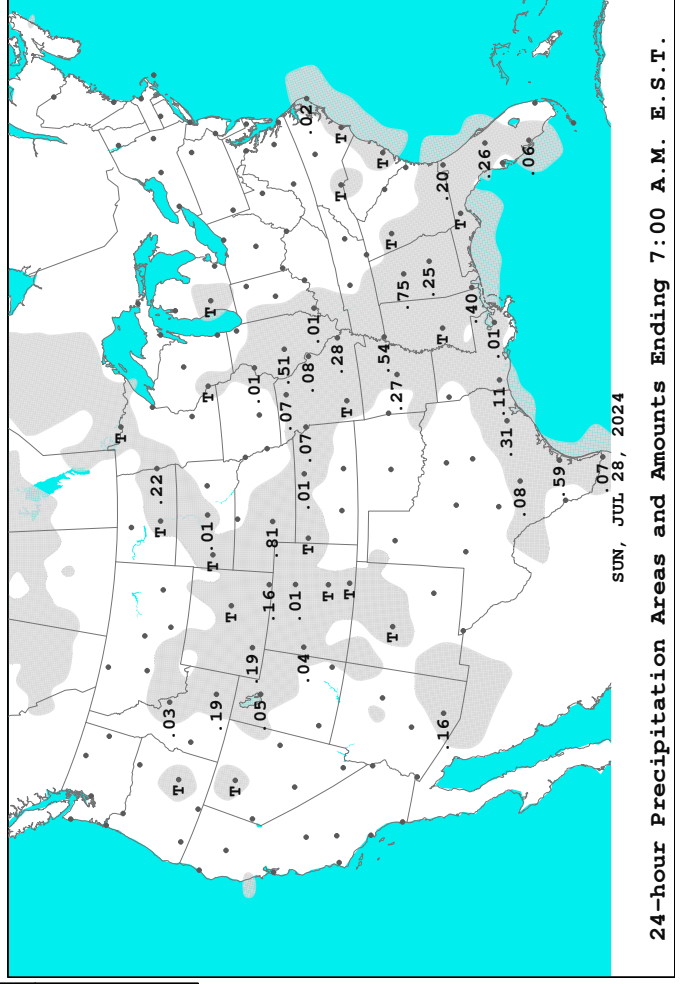 T
.22
T
.03
T
T
T
.01
T
.19
T
T
.01
.19
.05
.16
.81
.51
.07
.01
.04
T
.01
.07
.02
.08
.01
T
.28
T
T
T
T
T
.54
T
T
.27
.75
.25
.16
T
.20
T
.40
.26
.01
.11
.31
.08
.06
.59
.07
SUN, JUL 28, 2024
24-hour Precipitation Areas and Amounts Ending 7:00 A.M. E.S.T.